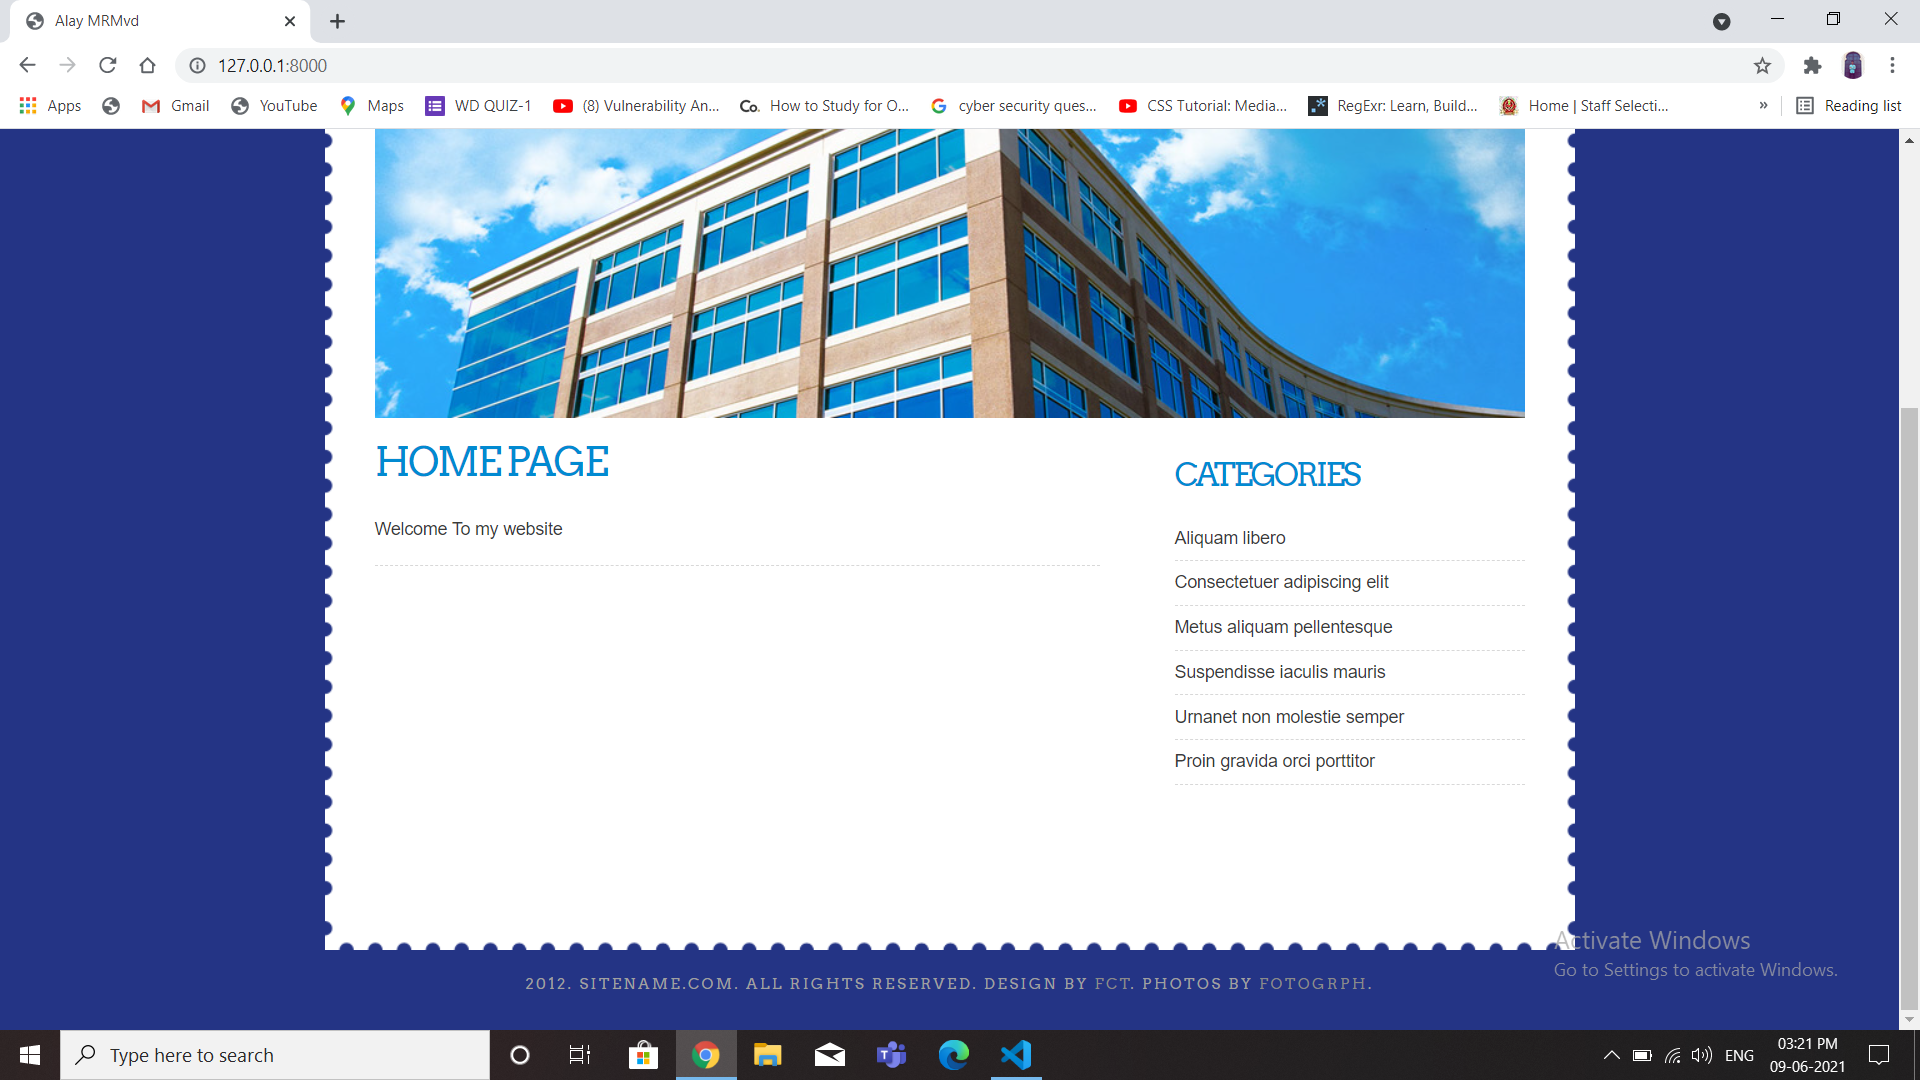 Alay MRMvd
127.0.0.1:8000
Apps
Gmail
YouTube
Maps
WD QUIZ-1
(8) Vulnerability An...
Co. How to Study for O...
cyber security ques...
CSS Tutorial: Media...
RegExr: Learn, Build...
Home | Staff Selecti...
»
Reading list
HOME PAGE
Welcome To my website
CATEGORIES
Aliquam libero
Consectetuer adipiscing elit
Metus aliquam pellentesque
Suspendisse iaculis mauris
Urnanet non molestie semper
Proin gravida orci porttitor
Activate Windows
Go to Settings to activate Windows.
2012. SITENAME.COM. ALL RIGHTS RESERVED. DESIGN BY FCT. PHOTOS BY FOTOGRPH.
Type here to search
ENG
03:21 PM
09-06-2021